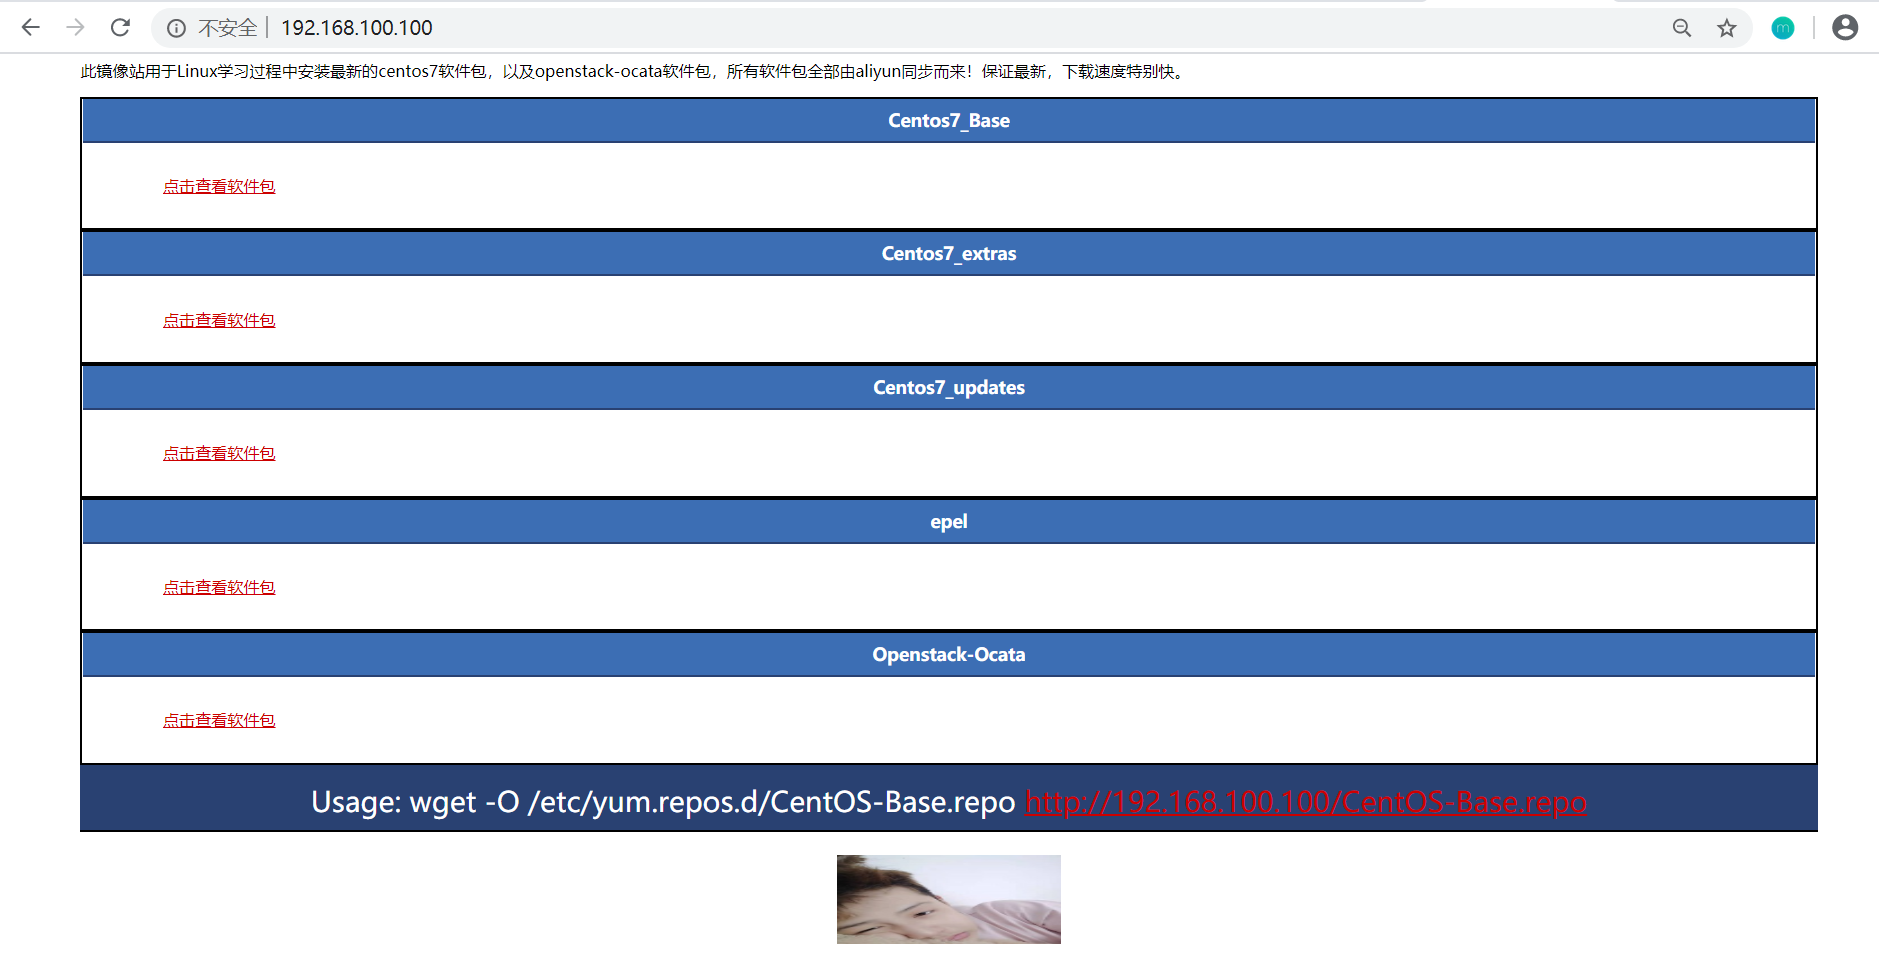 不安全 | 192.168.100.100
此镜像站用于Linux学习过程中安装最新的centos7软件包，以及openstack-ocata软件包，所有软件包全部由aliyun同步而来！保证最新，下载速度特别快。
Centos7_Base
点击查看软件包
Centos7_extras
点击查看软件包
Centos7_updates
点击查看软件包
epel
点击查看软件包
Openstack-Ocata
点击查看软件包
Usage: wget -O /etc/yum.repos.d/CentOS-Base.repo http://192.168.100.100/CentOS-Base.repo